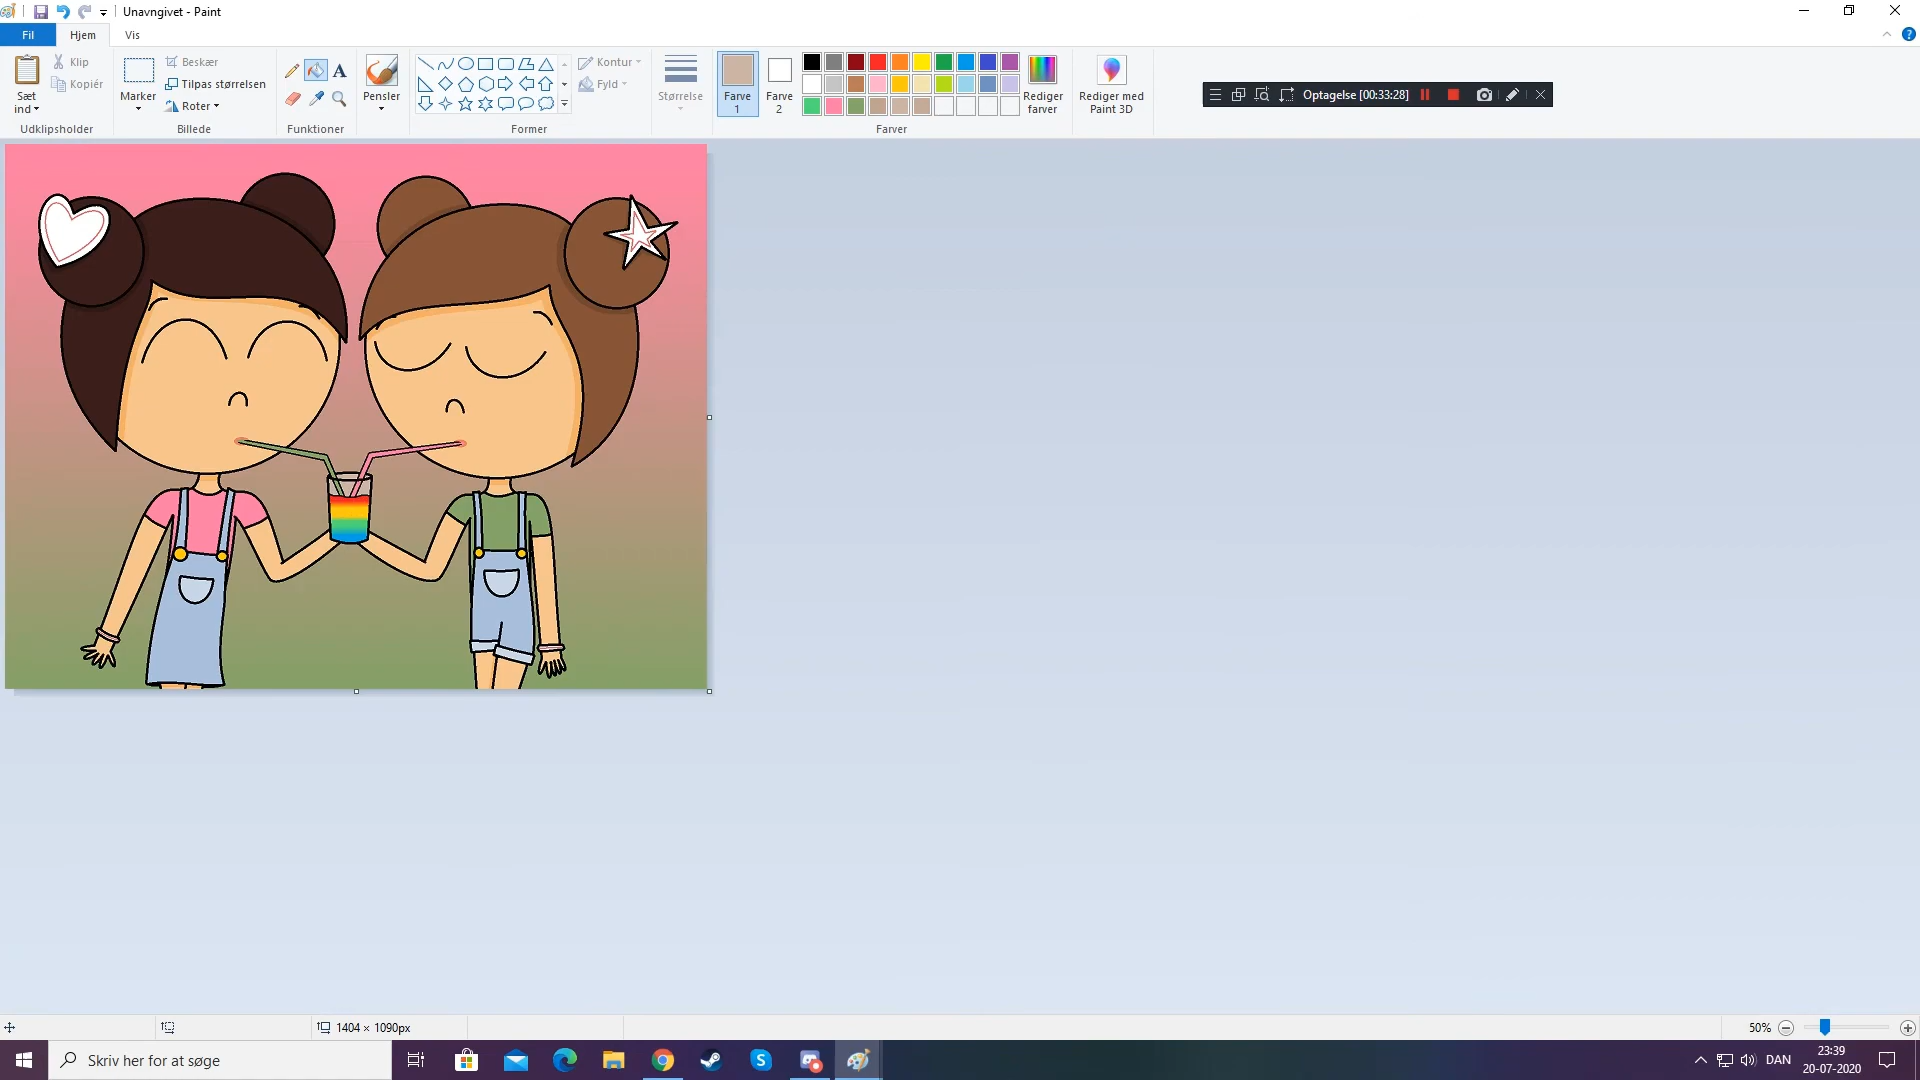 Unavngivet - Paint
Fil Hjem Vis
Sæt ind
Klip
Kopiér
Udklipsholder
Marker
Beskær
Tilpas størrelsen
Roter
Billede
A
Funktioner
Pensler
Kontur
Fyld
Former
Størrelse
Farve 1
Farve 2
Rediger farver
Farver
Rediger med Paint 3D
Optagelse [00:33:28]
1404 × 1090px
50%
Skriv her for at søge
DAN
23:39
20-07-2020